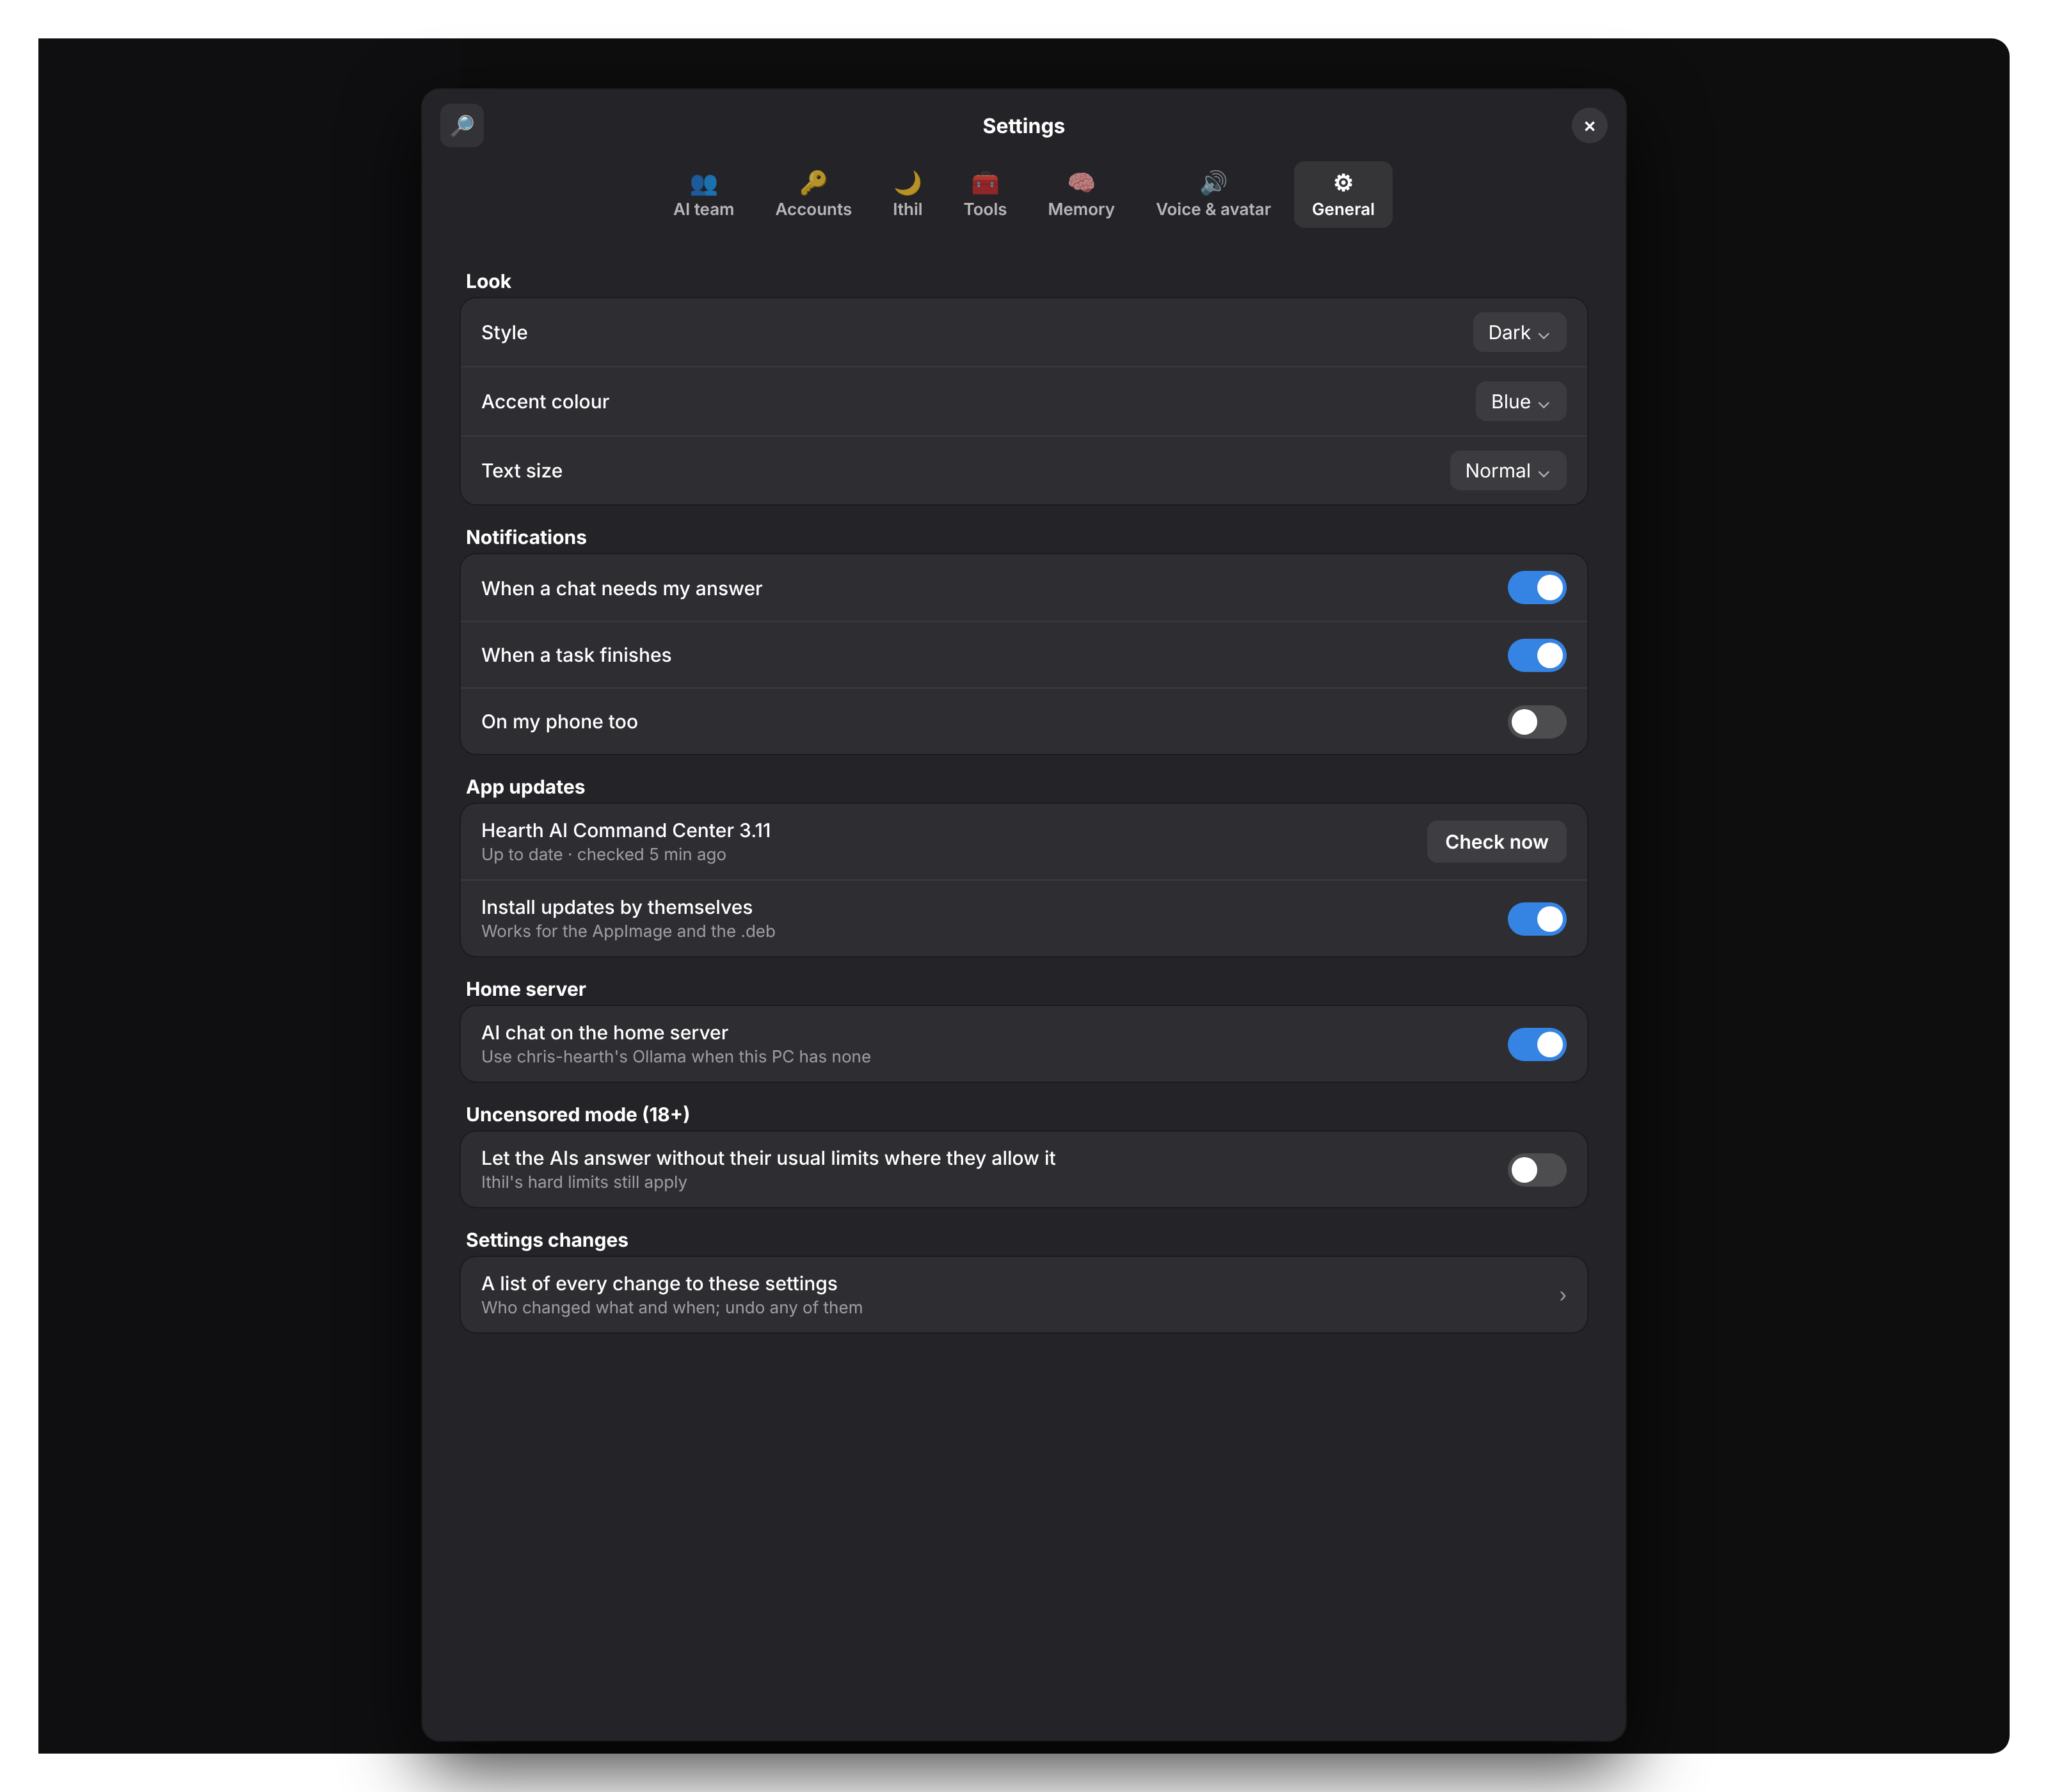 Settings
AI team
Accounts
Ithil
Tools
Memory
Voice & avatar
General
Look
Style
Dark
Accent colour
Blue
Text size
Normal
Notifications
When a chat needs my answer
When a task finishes
On my phone too
App updates
Hearth AI Command Center 3.11
Up to date · checked 5 min ago
Check now
Install updates by themselves
Works for the AppImage and the .deb
Home server
AI chat on the home server
Use chris-hearth's Ollama when this PC has none
Uncensored mode (18+)
Let the AIs answer without their usual limits where they allow it
Ithil's hard limits still apply
Settings changes
A list of every change to these settings
Who changed what and when; undo any of them